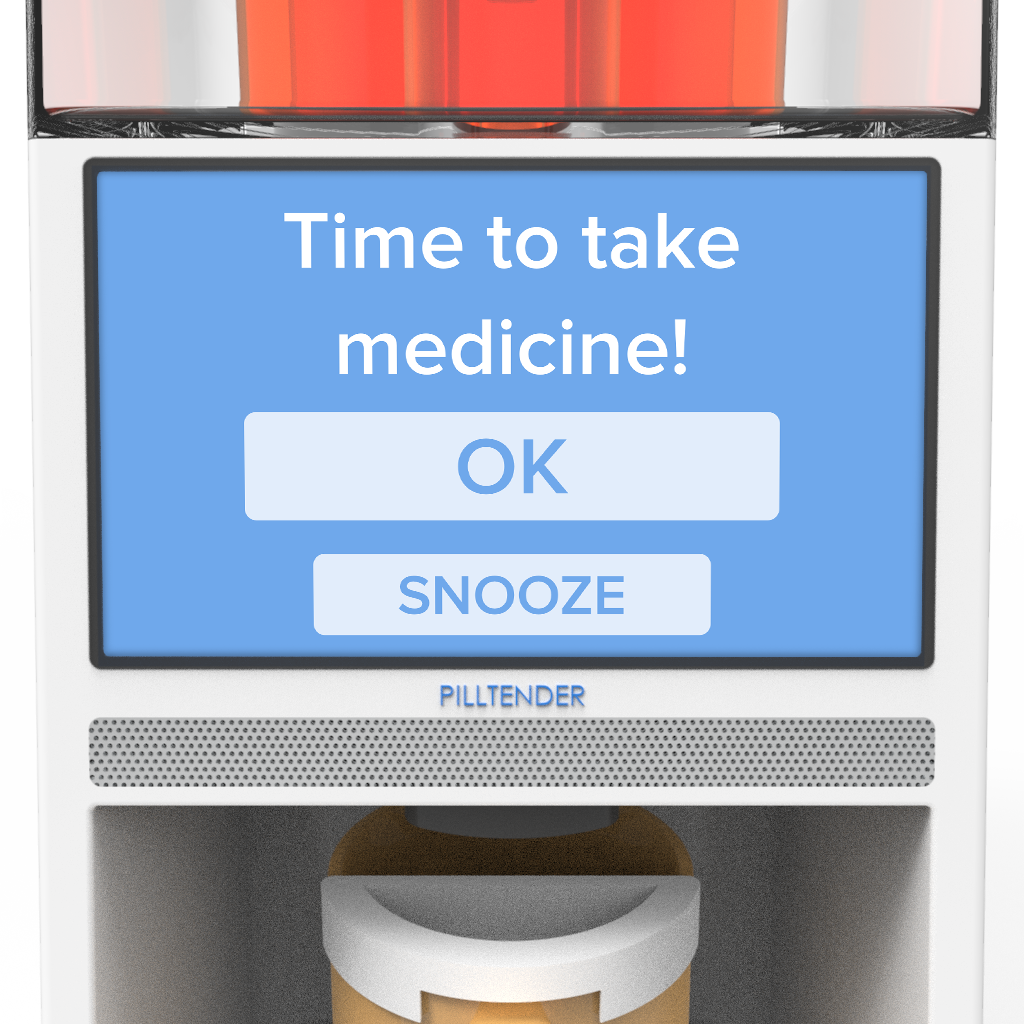 Time to take
medicine!
OK
SNOOZE
PILLTENDER